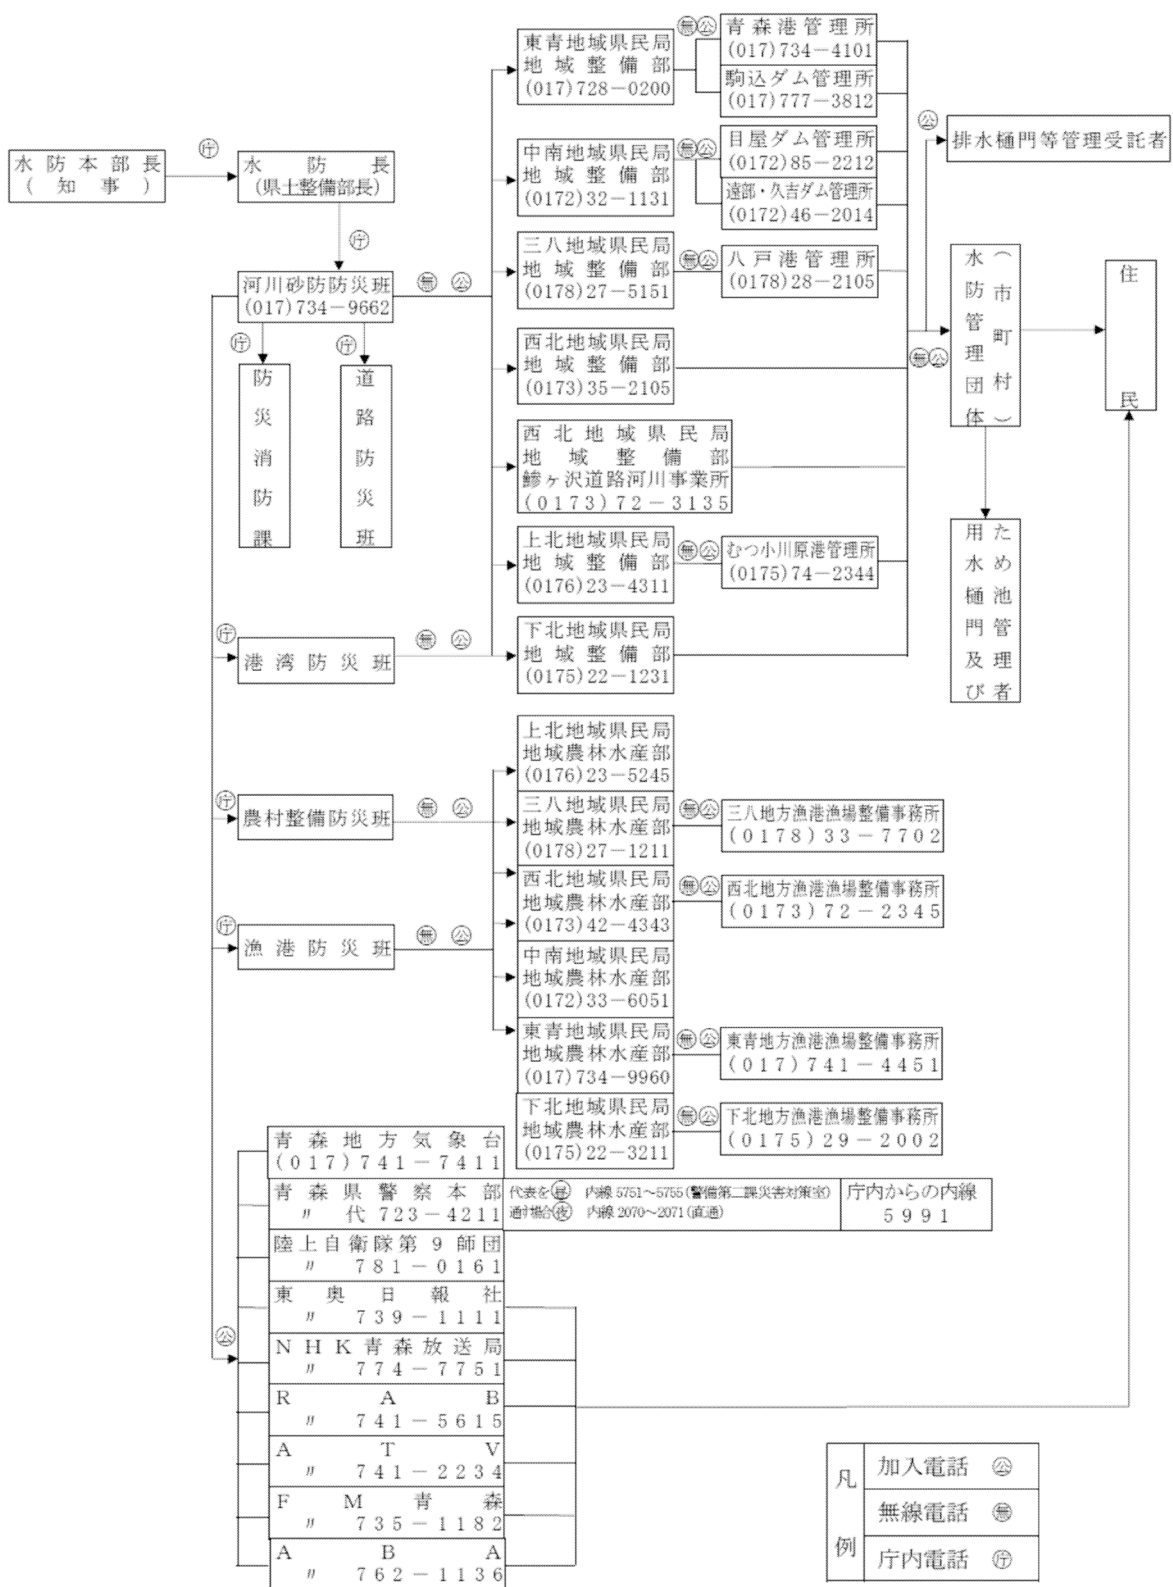 水防本部長
(知事)
庁
水防長
(県土整備部長)
庁
河川砂防防災班
(017)734－9662
無 公
庁
庁
防災消防課
道路防災班
庁
港湾防災班
無 公
庁
農村整備防災班
無 公
庁
漁港防災班
無 公
東青地域県民局
地域整備部
(017)728－0200
無公
青森港管理所
(017)734－4101
駒込ダム管理所
(017)777－3812
中南地域県民局
地域整備部
(0172)32－1131
無公
目屋ダム管理所
(0172)85－2212
遠部・久吉ダム管理所
(0172)46－2014
三八地域県民局
地域整備部
(0178)27－5151
無公
八戸港管理所
(0178)28－2105
西北地域県民局
地域整備部
(0173)35－2105
西北地域県民局
地域整備部
鰺ヶ沢道路河川事業所
(0173)72－3135
上北地域県民局
地域整備部
(0176)23－4311
無公
むつ小川原港管理所
(0175)74－2344
下北地域県民局
地域整備部
(0175)22－1231
公
排水樋門等管理受託者
無公
(市町村)
水防管理団体
住民
ため池管理者
用水樋門及び
上北地域県民局
地域農林水産部
(0176)23－5245
三八地域県民局
地域農林水産部
(0178)27－1211
無公
三八地方漁港漁場整備事務所
(0178)33－7702
西北地域県民局
地域農林水産部
(0173)42－4343
無公
西北地方漁港漁場整備事務所
(0173)72－2345
中南地域県民局
地域農林水産部
(0172)33－6051
東青地域県民局
地域農林水産部
(017)734－9960
無公
東青地方漁港漁場整備事務所
(017)741－4451
下北地域県民局
地域農林水産部
(0175)22－3211
無公
下北地方漁港漁場整備事務所
(0175)29－2002
公
青森地方気象台
(017)741－7411
青森県警察本部
〃 代 723－4211
代表を昼 内線 5751～5755(警備第二課災害対策室)
通す場合夜 内線 2070～2071(直通)
庁内からの内線
5991
陸上自衛隊第9師団
〃 781－0161
東奥日報社
〃 739－1111
NHK青森放送局
〃 774－7751
RAB
〃 741－5615
ATV
〃 741－2234
FM青森
〃 735－1182
ABA
〃 762－1136
凡例
加入電話 公
無線電話 無
庁内電話 庁